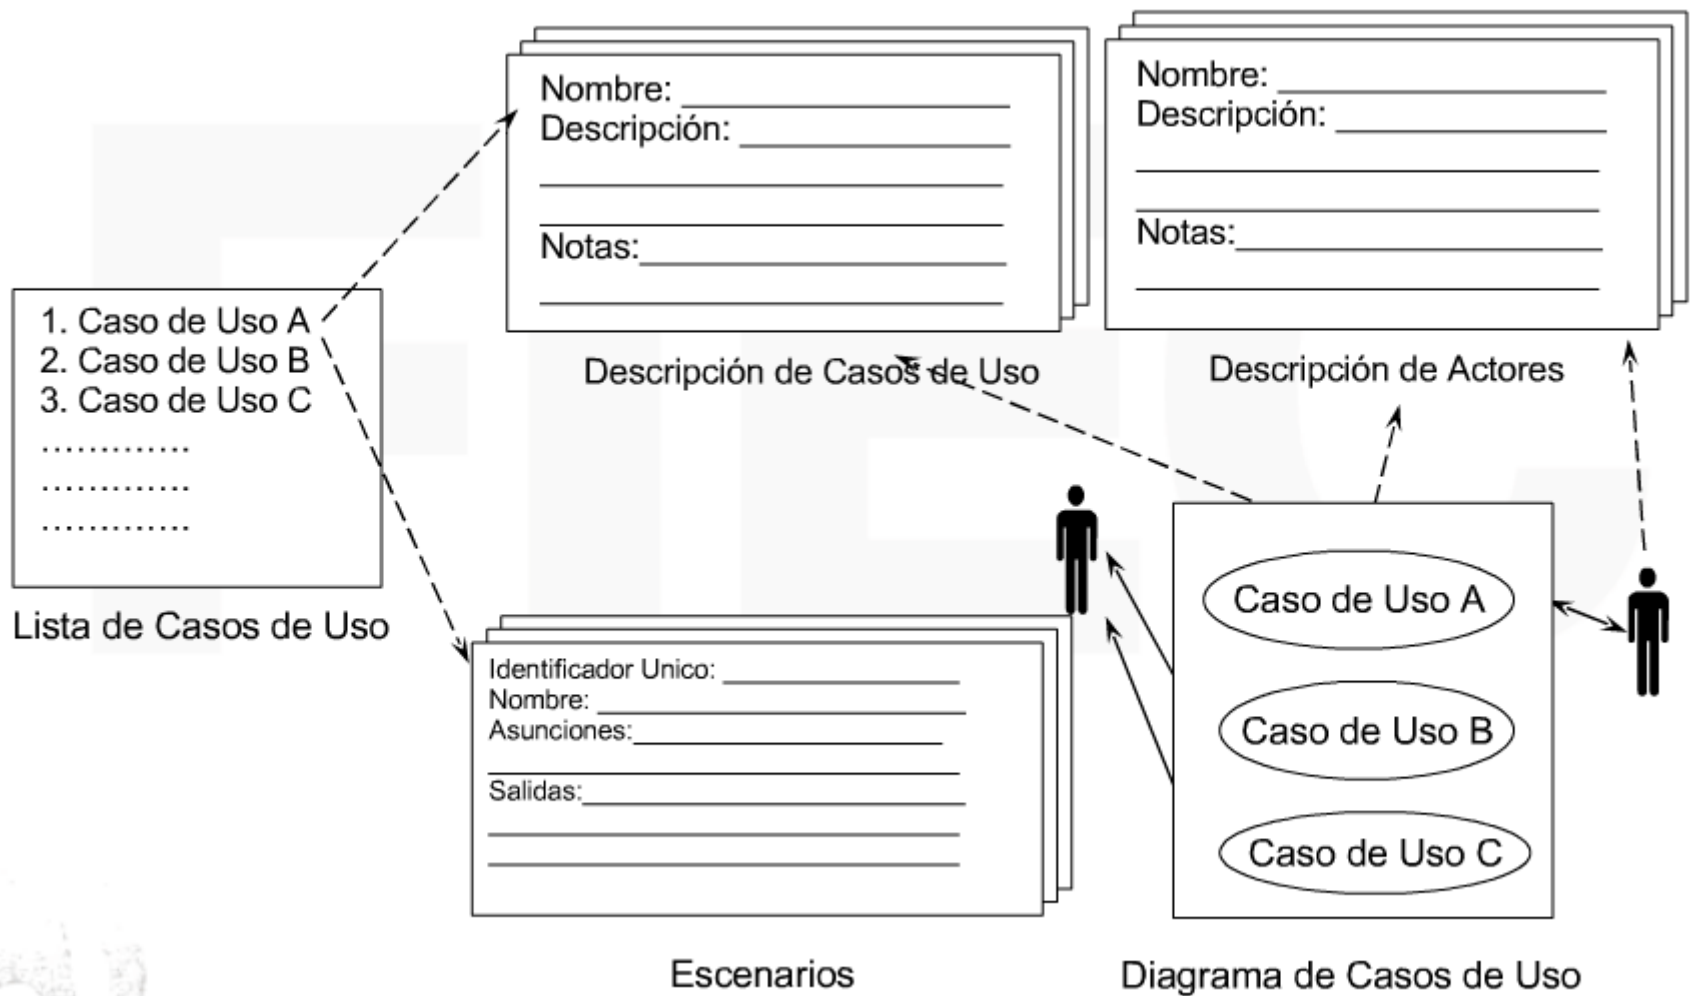 Nombre:
Descripción:
Notas:
Descripción de Casos de Uso
Nombre:
Descripción:
Notas:
Descripción de Actores
1. Caso de Uso A
2. Caso de Uso B
3. Caso de Uso C
.............
.............
.............
Lista de Casos de Uso
Identificador Unico:
Nombre:
Asunciones:
Salidas:
Escenarios
Caso de Uso A
Caso de Uso B
Caso de Uso C
Diagrama de Casos de Uso